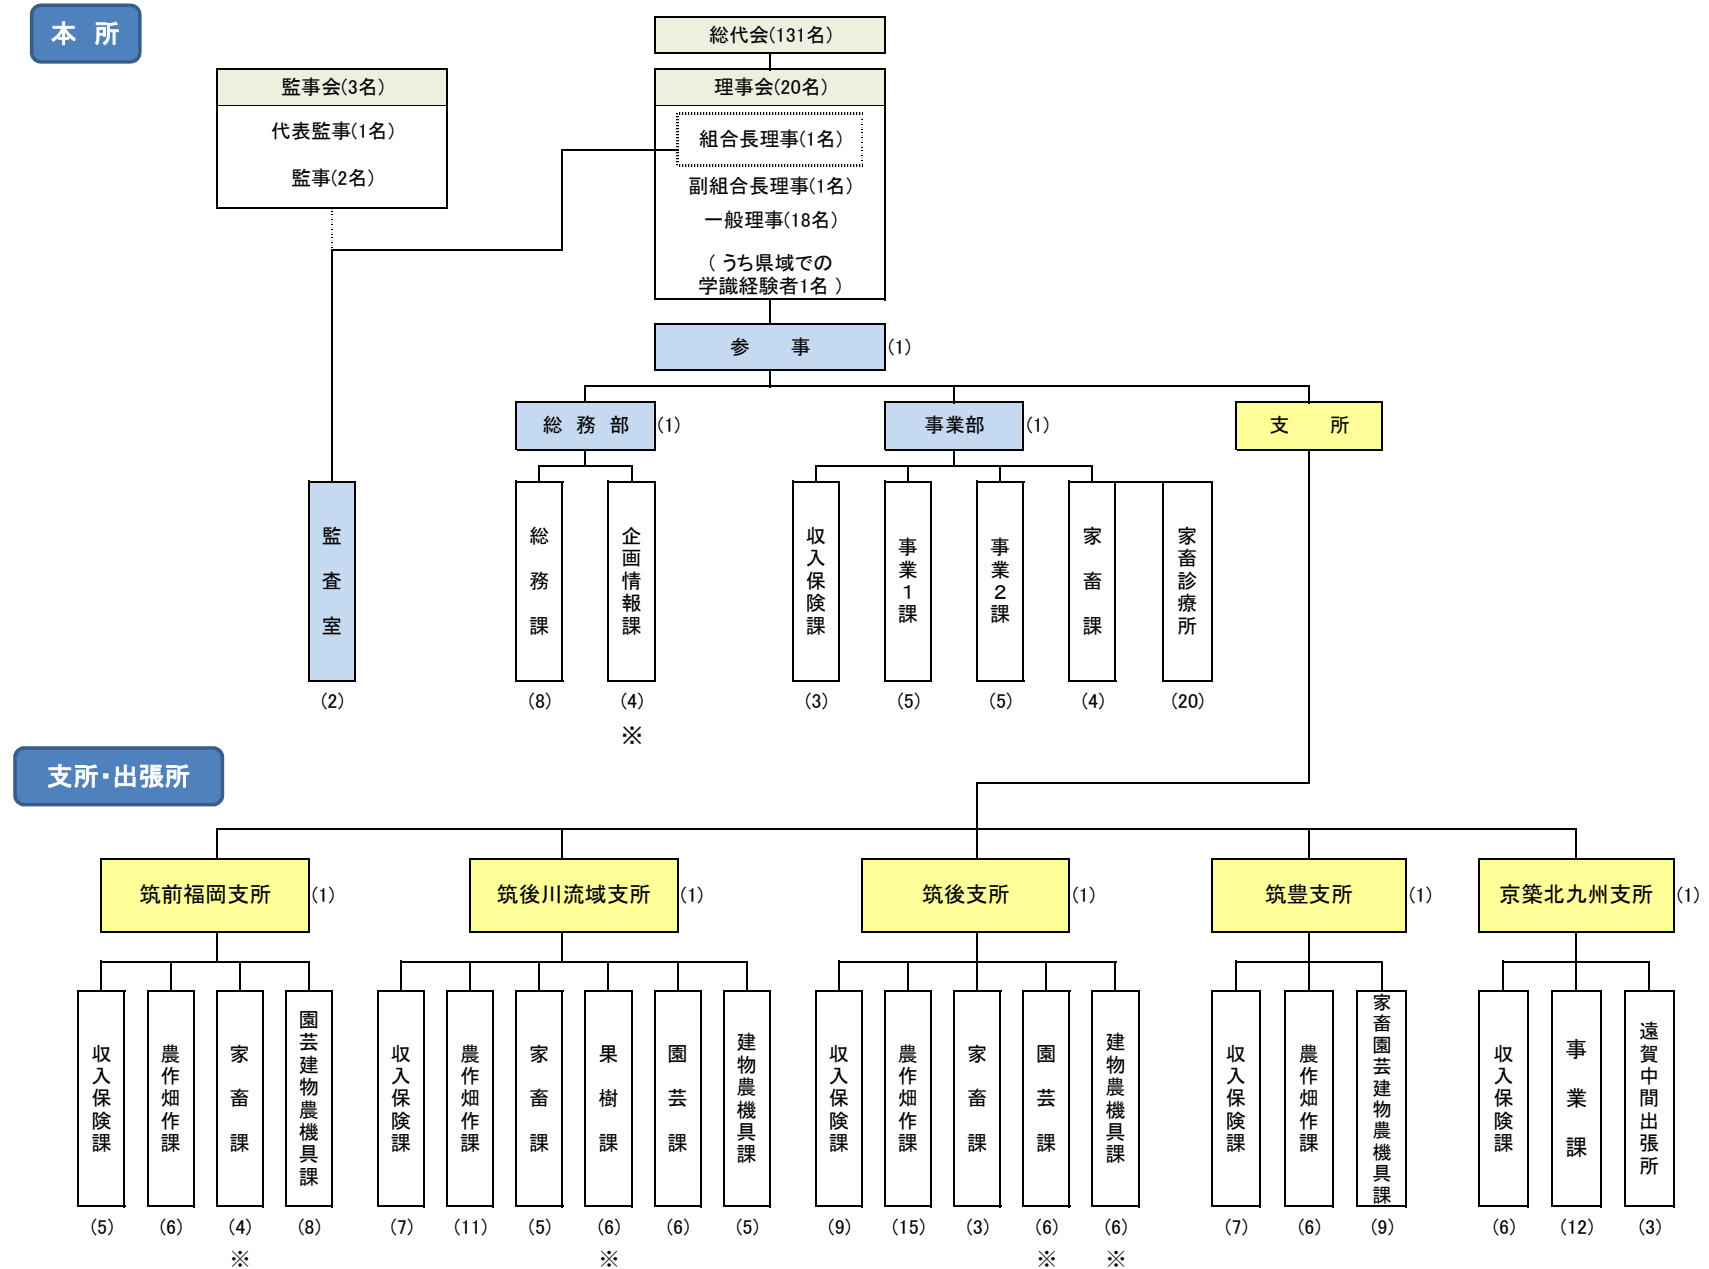 本 所
総代会(131名)
監事会(3名)
代表監事(1名)
監事(2名)
理事会(20名)
組合長理事(1名)
副組合長理事(1名)
一般理事(18名)
( うち県域での
学識経験者1名 )
参 事
(1)
総 務 部
(1)
事業部
(1)
支 所
監査室
(2)
総務課
(8)
企画情報課
(4)
※
収入保険課
(3)
事業1課
(5)
事業2課
(5)
家畜課
(4)
家畜診療所
(20)
支所・出張所
筑前福岡支所
(1)
収入保険課
(5)
農作畑作課
(6)
家畜課
(4)
※
園芸建物農機具課
(8)
筑後川流域支所
(1)
収入保険課
(7)
農作畑作課
(11)
家畜課
(5)
果樹課
(6)
※
園芸課
(6)
建物農機具課
(5)
筑後支所
(1)
収入保険課
(9)
農作畑作課
(15)
家畜課
(3)
園芸課
(6)
※
建物農機具課
(6)
※
筑豊支所
(1)
収入保険課
(7)
農作畑作課
(6)
家畜園芸建物農機具課
(9)
京築北九州支所
(1)
収入保険課
(6)
事業課
(12)
遠賀中間出張所
(3)